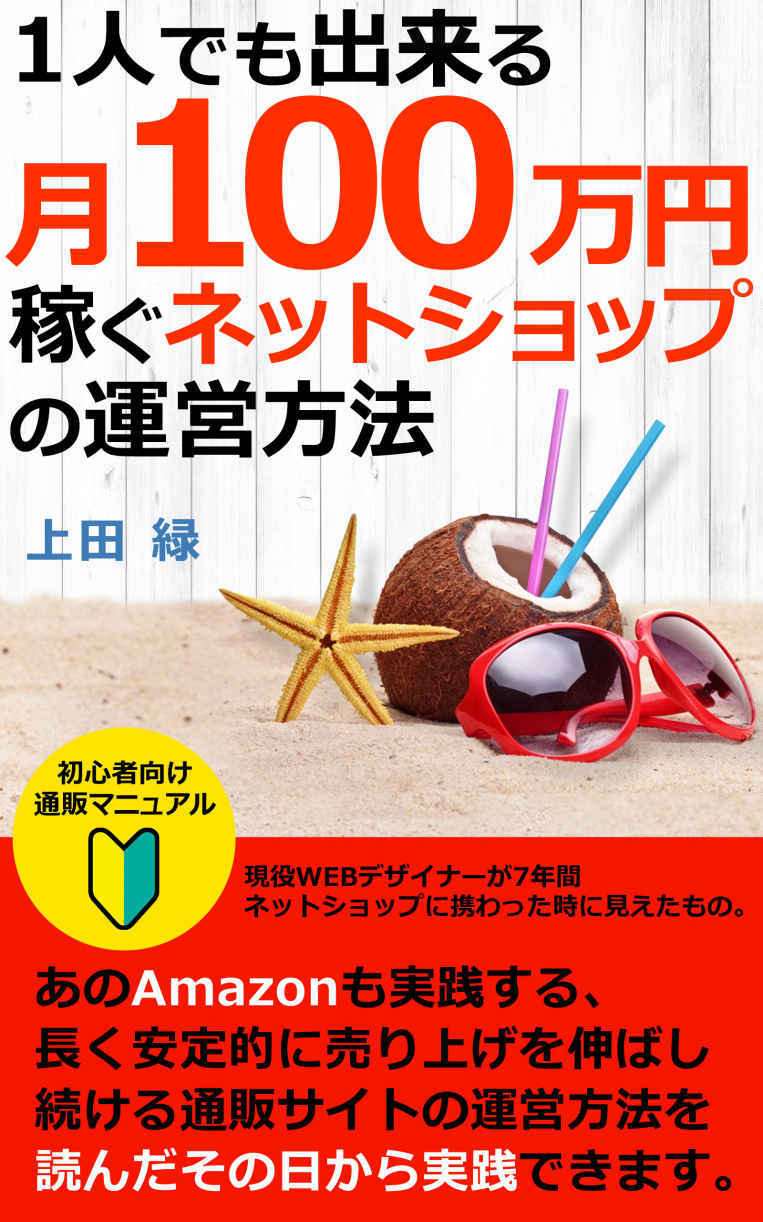 1人でも出来る
月100万円
稼ぐネットショップ
の運営方法
上田 緑
初心者向け
通販マニュアル
現役WEBデザイナーが7年間
ネットショップに携わった時に見えたもの。
あのAmazonも実践する、
長く安定的に売り上げを伸ばし
続ける通販サイトの運営方法を
読んだその日から実践できます。